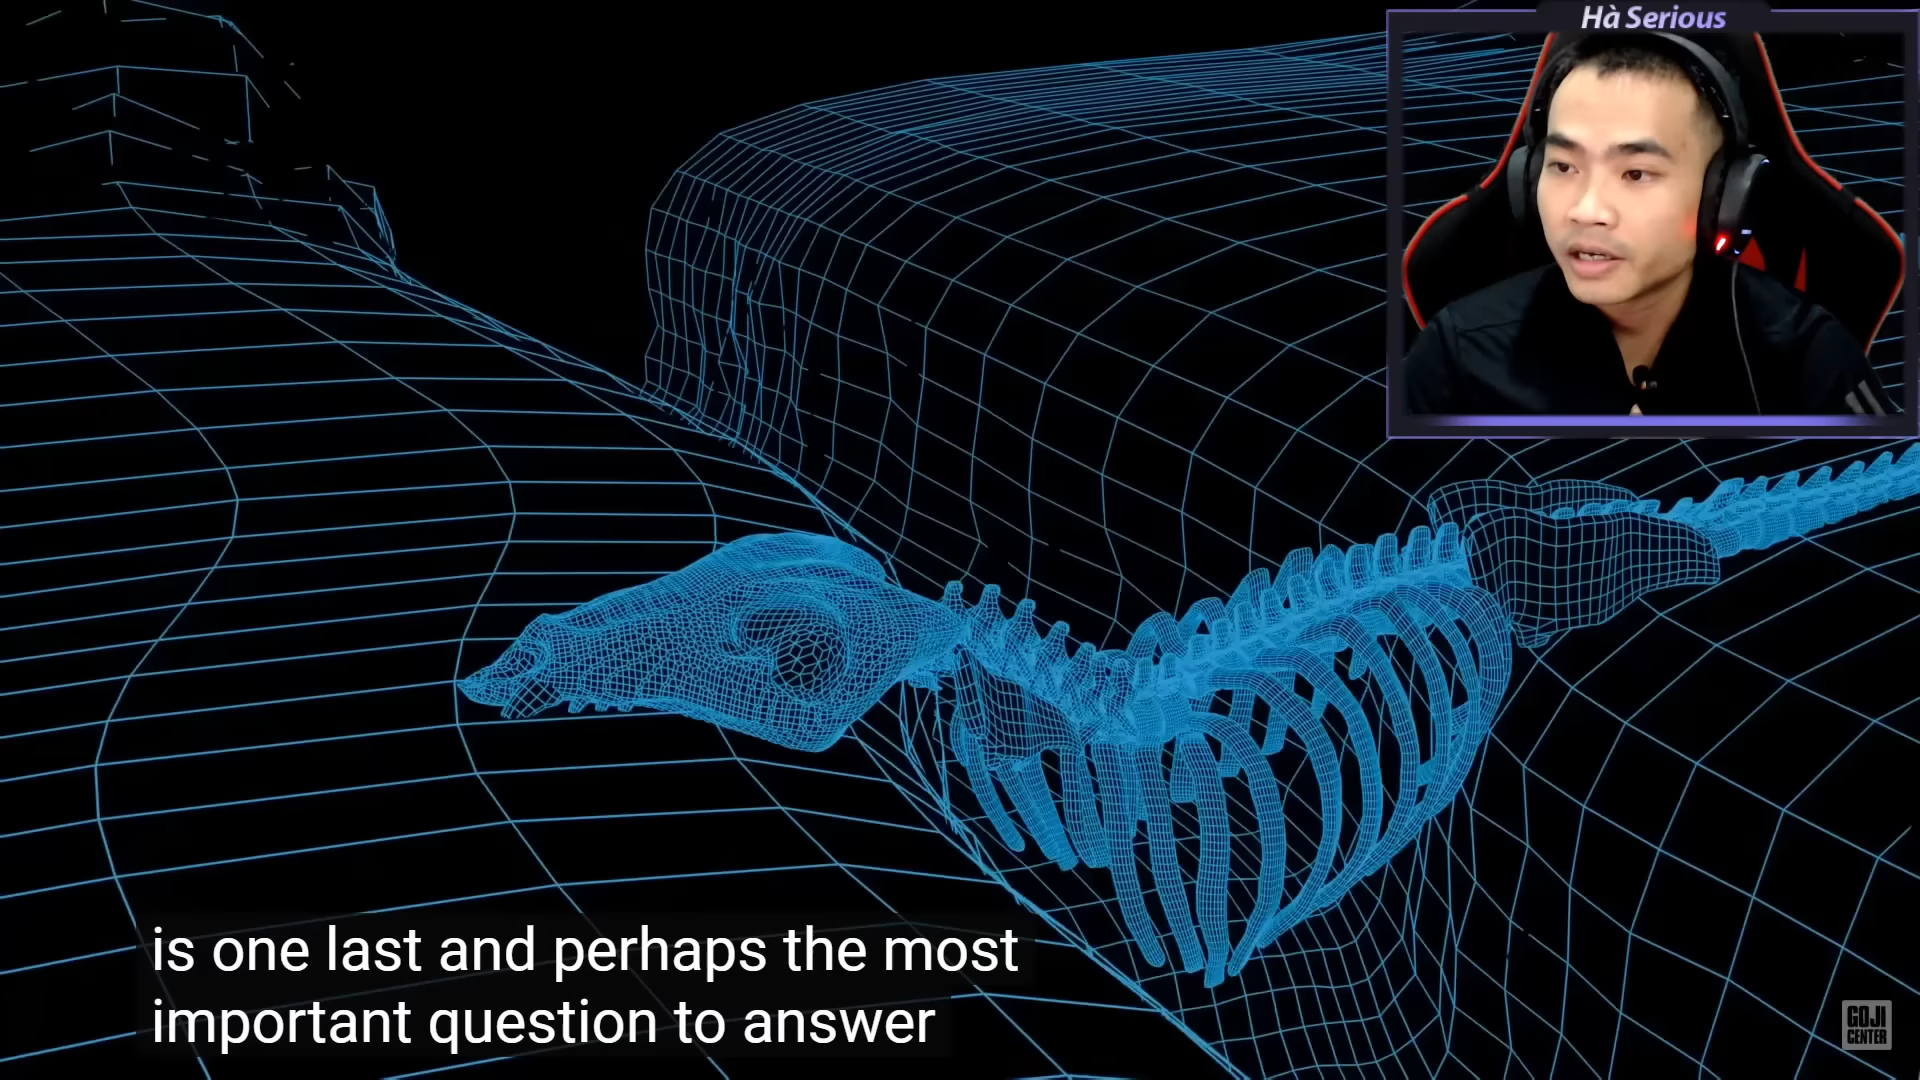 Hà Serious
is one last and perhaps the most
important question to answer
GOJI
CENTER